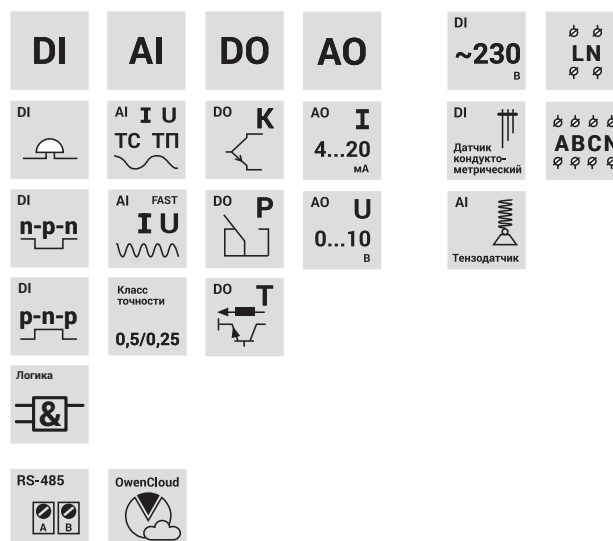 DI
AI
DO
AO
DI
~230
В
LN
DI
AI I U
ТС ТП
DO K
AO I
4...20
мА
DI
Датчик
кондукто-
метрический
ABCN
DI
n-p-n
AI FAST
I U
DO P
AO U
0...10
В
AI
Тензодатчик
DI
p-n-p
Класс
точности
0,5/0,25
DO T
Логика
&
RS-485
A B
OwenCloud